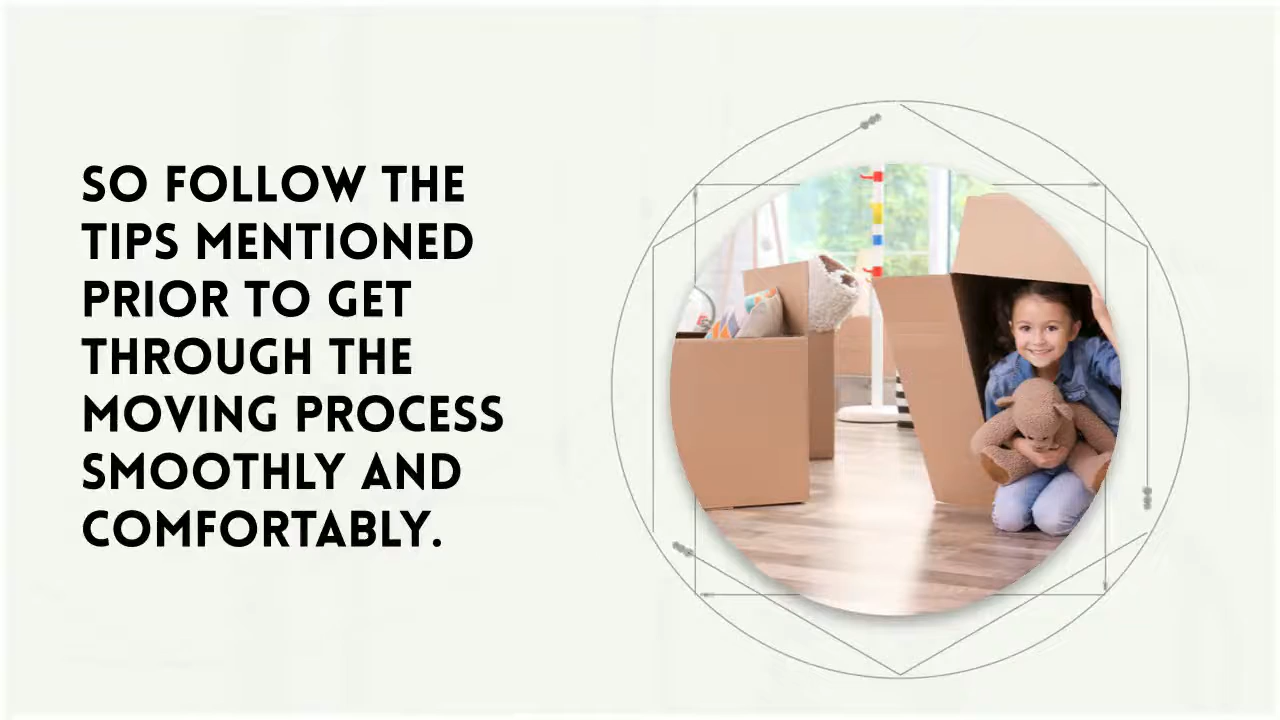 SO FOLLOW THE
TIPS MENTIONED
PRIOR TO GET
THROUGH THE
MOVING PROCESS
SMOOTHLY AND
COMFORTABLY.